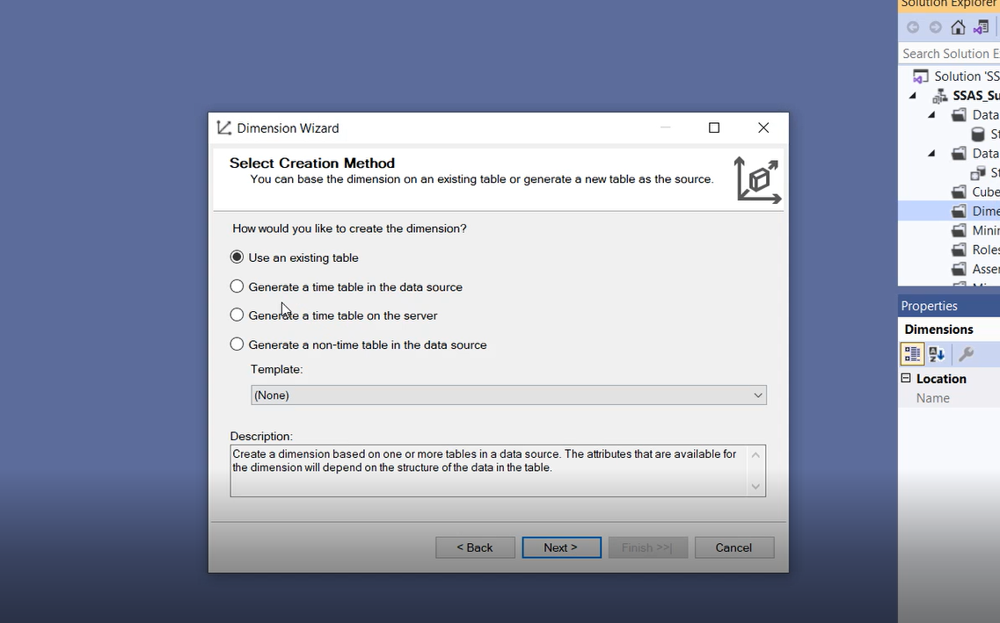 Solution Explorer
Search Solution E
Solution 'SS
SSAS_Su
Data
St
Data
St
Cube
Dime
Minin
Roles
Asser
Dimension Wizard
Select Creation Method
You can base the dimension on an existing table or generate a new table as the source.
How would you like to create the dimension?
Use an existing table
Generate a time table in the data source
Generate a time table on the server
Generate a non-time table in the data source
Template:
(None)
Description:
Create a dimension based on one or more tables in a data source. The attributes that are available for
the dimension will depend on the structure of the data in the table.
< Back
Next >
Finish >>|
Cancel
Properties
Dimensions
Location
Name